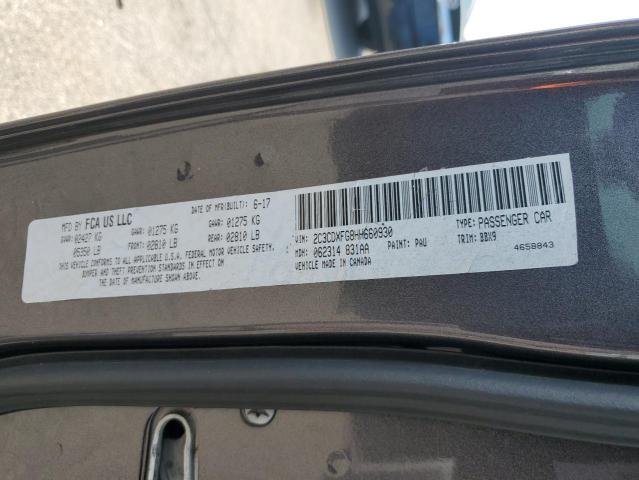 MFD BY FCA US LLC DATE OF MFR(BUILT): 6-17
GVWR: 02427 KG GAWR: 01275 KG GAWR: 01275 KG
05350 LB FRONT: 02810 LB REAR: 02810 LB
THIS VEHICLE CONFORMS TO ALL APPLICABLE U.S.A. FEDERAL MOTOR VEHICLE SAFETY,
BUMPER AND THEFT PREVENTION STANDARDS IN EFFECT ON
THE DATE OF MANUFACTURE SHOWN ABOVE.
VIN: 2C3CDXFG8HH660930 TYPE: PASSENGER CAR
MDH: 062314 831AA PAINT: PAU TRIM: BBX9
VEHICLE MADE IN CANADA 4658843